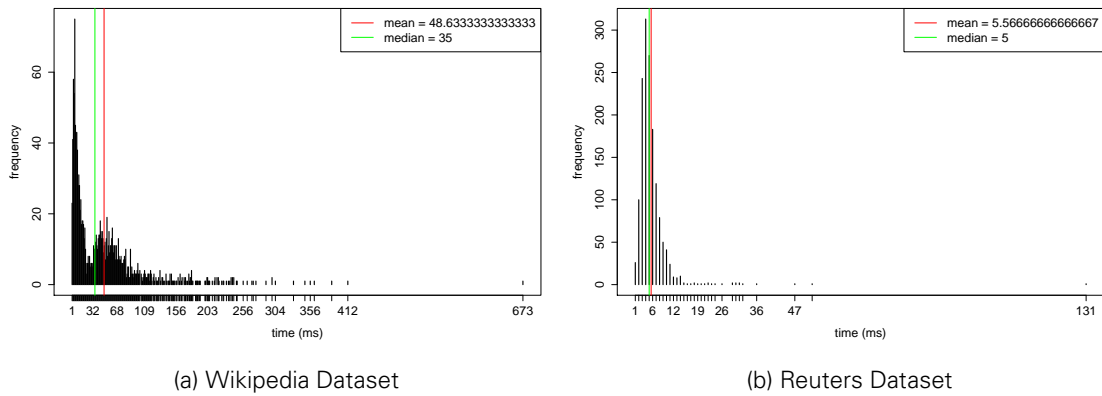 mean = 48.6333333333333
median = 35
frequency
0
20
40
60
1 32 68 109 156 203 256 304 356 412 673
time (ms)
(a) Wikipedia Dataset
mean = 5.56666666666667
median = 5
frequency
0
50
100
150
200
250
300
1 6 12 19 26 36 47 131
time (ms)
(b) Reuters Dataset